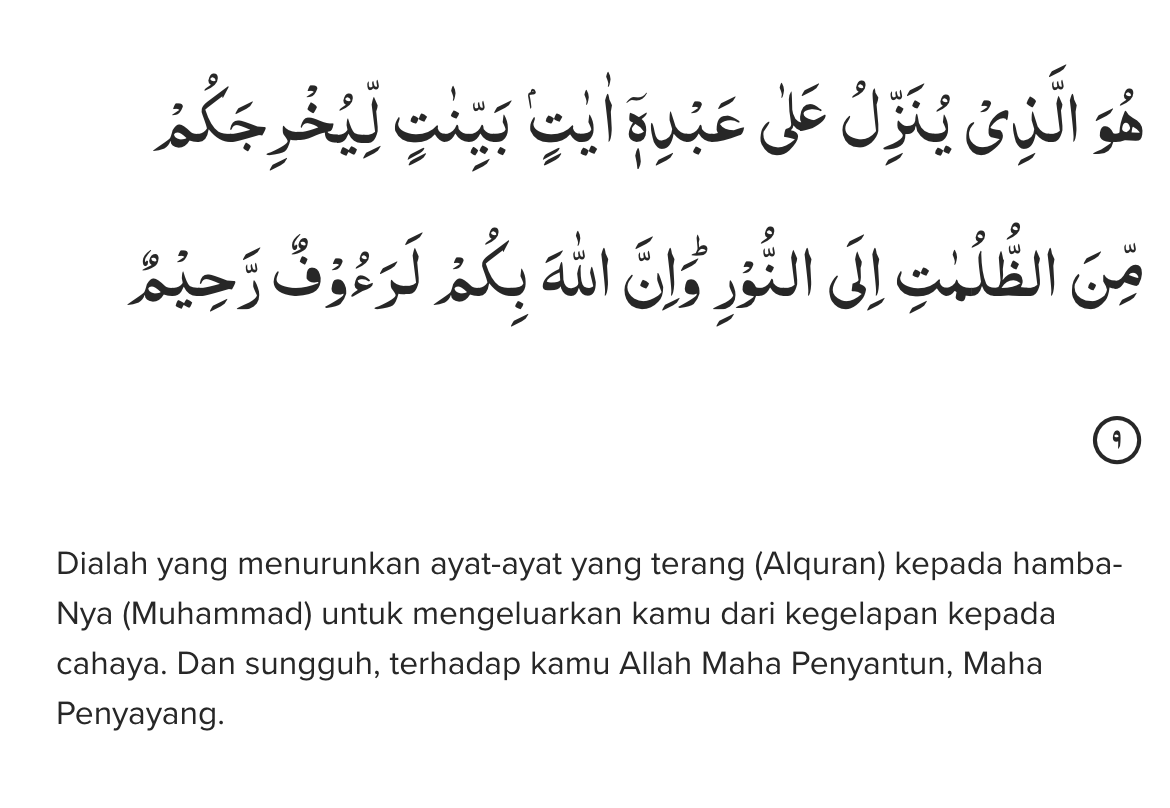 هُوَ الَّذِيْ يُنَزِّلُ عَلٰى عَبْدِهٖٓ اٰيٰتٍۢ بَيِّنٰتٍ لِّيُخْرِجَكُمْ
مِّنَ الظُّلُمٰتِ اِلَى النُّوْرِۗ وَاِنَّ اللّٰهَ بِكُمْ لَرَءُوْفٌ رَّحِيْمٌ
٩
Dialah yang menurunkan ayat-ayat yang terang (Alquran) kepada hamba-
Nya (Muhammad) untuk mengeluarkan kamu dari kegelapan kepada
cahaya. Dan sungguh, terhadap kamu Allah Maha Penyantun, Maha
Penyayang.